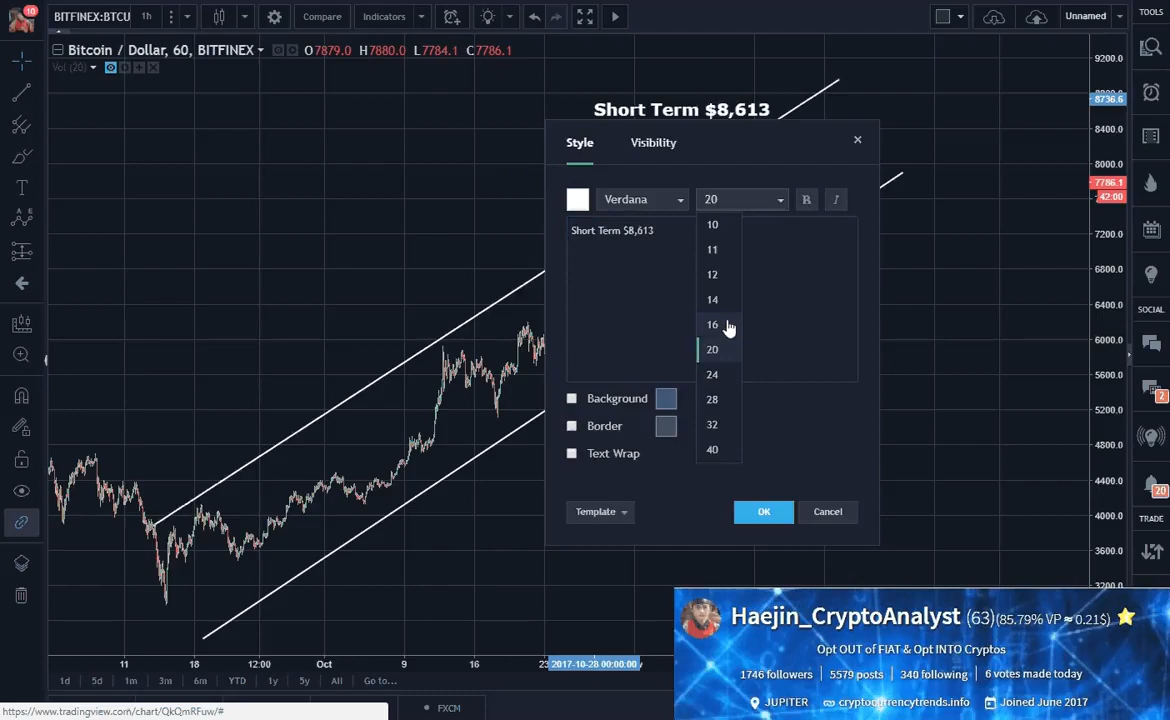 10
BITFINEX:BTCU
1h
Compare
Indicators
Unnamed
TOOLS
Bitcoin / Dollar, 60, BITFINEX
O7879.0 H7880.0 L7784.1 C7786.1
Vol (20)
Short Term $8,613
Style
Visibility
Verdana
20
B
I
Short Term $8,613
10
11
12
14
16
20
24
28
32
40
Background
Border
Text Wrap
Template
OK
Cancel
9200.0
8736.6
8400.0
8000.0
7786.1
42:00
7200.0
6800.0
6400.0
6000.0
5600.0
5200.0
4800.0
4400.0
4000.0
3600.0
3200.0
SOCIAL
2
20
TRADE
11
18
12:00
Oct
9
16
23
2017-10-28 00:00:00
1d
5d
1m
3m
6m
YTD
1y
5y
All
Go to...
Haejin_CryptoAnalyst (63)(85.79% VP ≈ 0.21$)
Opt OUT of FIAT & Opt INTO Cryptos
1746 followers | 5579 posts | 340 following | 6 votes made today
JUPITER
cryptocurrencytrends.info
Joined June 2017
https://www.tradingview.com/chart/QkQmRFuw/#
FXCM